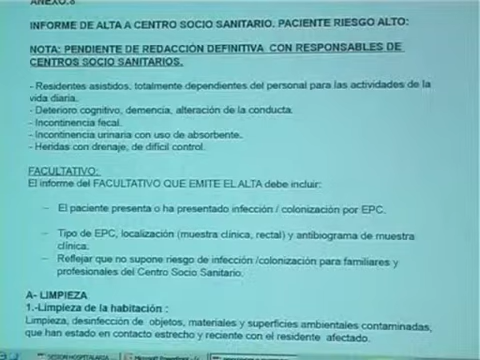 ANEXO.8
INFORME DE ALTA A CENTRO SOCIO SANITARIO. PACIENTE RIESGO ALTO:
NOTA: PENDIENTE DE REDACCIÓN DEFINITIVA CON RESPONSABLES DE
CENTROS SOCIO SANITARIOS.
- Residentes asistidos, totalmente dependientes del personal para las actividades de la
vida diaria.
- Deterioro cognitivo, demencia, alteración de la conducta.
- Incontinencia fecal.
- Incontinencia urinaria con uso de absorbente.
- Heridas con drenaje, de difícil control.
FACULTATIVO:
El informe del FACULTATIVO QUE EMITE EL ALTA debe incluir:
– El paciente presenta o ha presentado infección / colonización por EPC.
– Tipo de EPC, localización (muestra clínica, rectal) y antibiograma de muestra
clínica.
– Reflejar que no supone riesgo de infección /colonización para familiares y
profesionales del Centro Socio Sanitario.
A- LIMPIEZA
1.-Limpieza de la habitación :
Limpieza, desinfección de objetos, materiales y superficies ambientales contaminadas,
que han estado en contacto estrecho y reciente con el residente afectado.